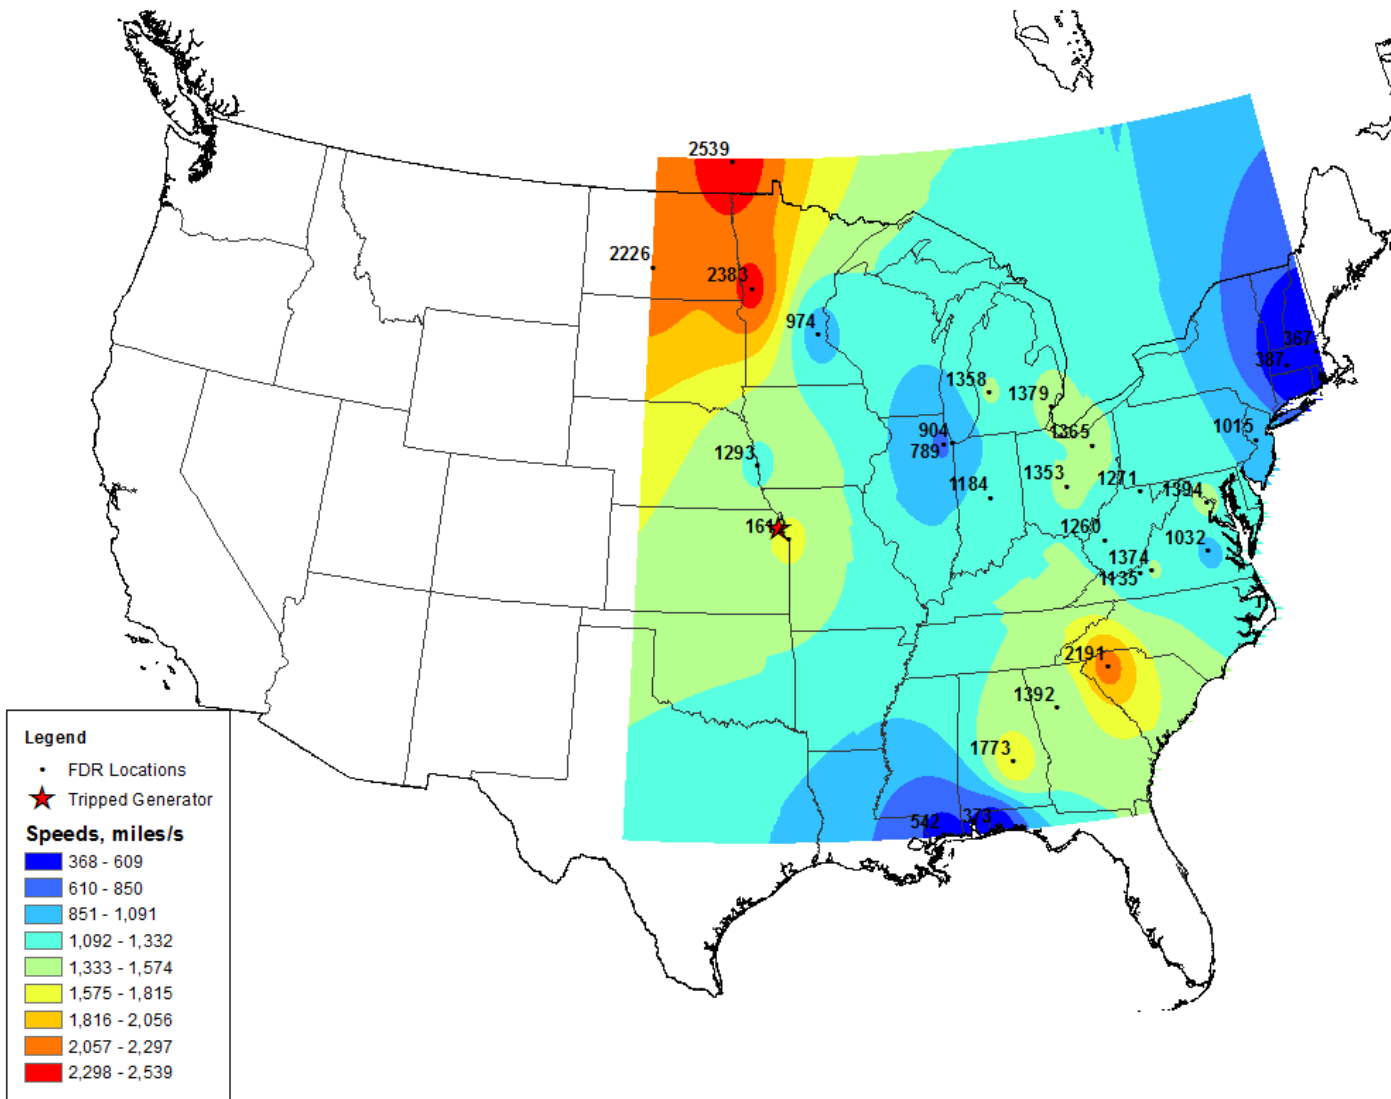 2539
2226
2383
974
1358
1379
904
789
1365
1015
367
387
1293
1184
1353
1271
1394
1260
1032
1374
1135
2191
1392
1773
542
373
Legend
FDR Locations
Tripped Generator
Speeds, miles/s
368 - 609
610 - 850
851 - 1,091
1,092 - 1,332
1,333 - 1,574
1,575 - 1,815
1,816 - 2,056
2,057 - 2,297
2,298 - 2,539